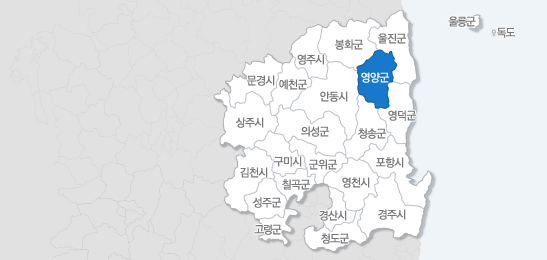 울릉군
독도
울진군
봉화군
영주시
영양군
문경시
예천군
안동시
영덕군
상주시
의성군
청송군
구미시
군위군
포항시
김천시
칠곡군
영천시
성주군
경산시
경주시
고령군
청도군